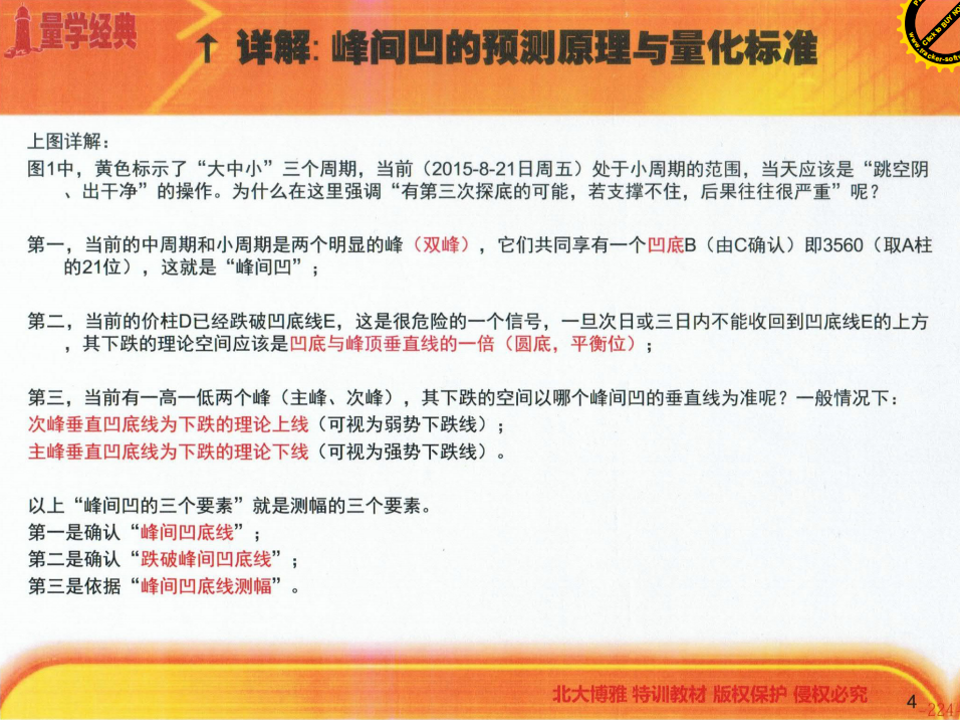 量学经典
↑ 详解: 峰间凹的预测原理与量化标准
Click to BUY NOW
上图详解：
图1中，黄色标示了“大中小”三个周期，当前（2015-8-21日周五）处于小周期的范围，当天应该是“跳空阴
、出干净”的操作。为什么在这里强调“有第三次探底的可能，若支撑不住，后果往往很严重”呢？
第一，当前的中周期和小周期是两个明显的峰（双峰），它们共同享有一个凹底B（由C确认）即3560（取A柱
的21位），这就是“峰间凹”；
第二，当前的价柱D已经跌破凹底线E，这是很危险的一个信号，一旦次日或三日内不能收回到凹底线E的上方
，其下跌的理论空间应该是凹底与峰顶垂直线的一倍（圆底，平衡位）；
第三，当前有一高一低两个峰（主峰、次峰），其下跌的空间以哪个峰间凹的垂直线为准呢？一般情况下：
次峰垂直凹底线为下跌的理论上线（可视为弱势下跌线）；
主峰垂直凹底线为下跌的理论下线（可视为强势下跌线）。
以上“峰间凹的三个要素”就是测幅的三个要素。
第一是确认“峰间凹底线”；
第二是确认“跌破峰间凹底线”；
第三是依据“峰间凹底线测幅”。
北大博雅 特训教材 版权保护 侵权必究
4
-224-